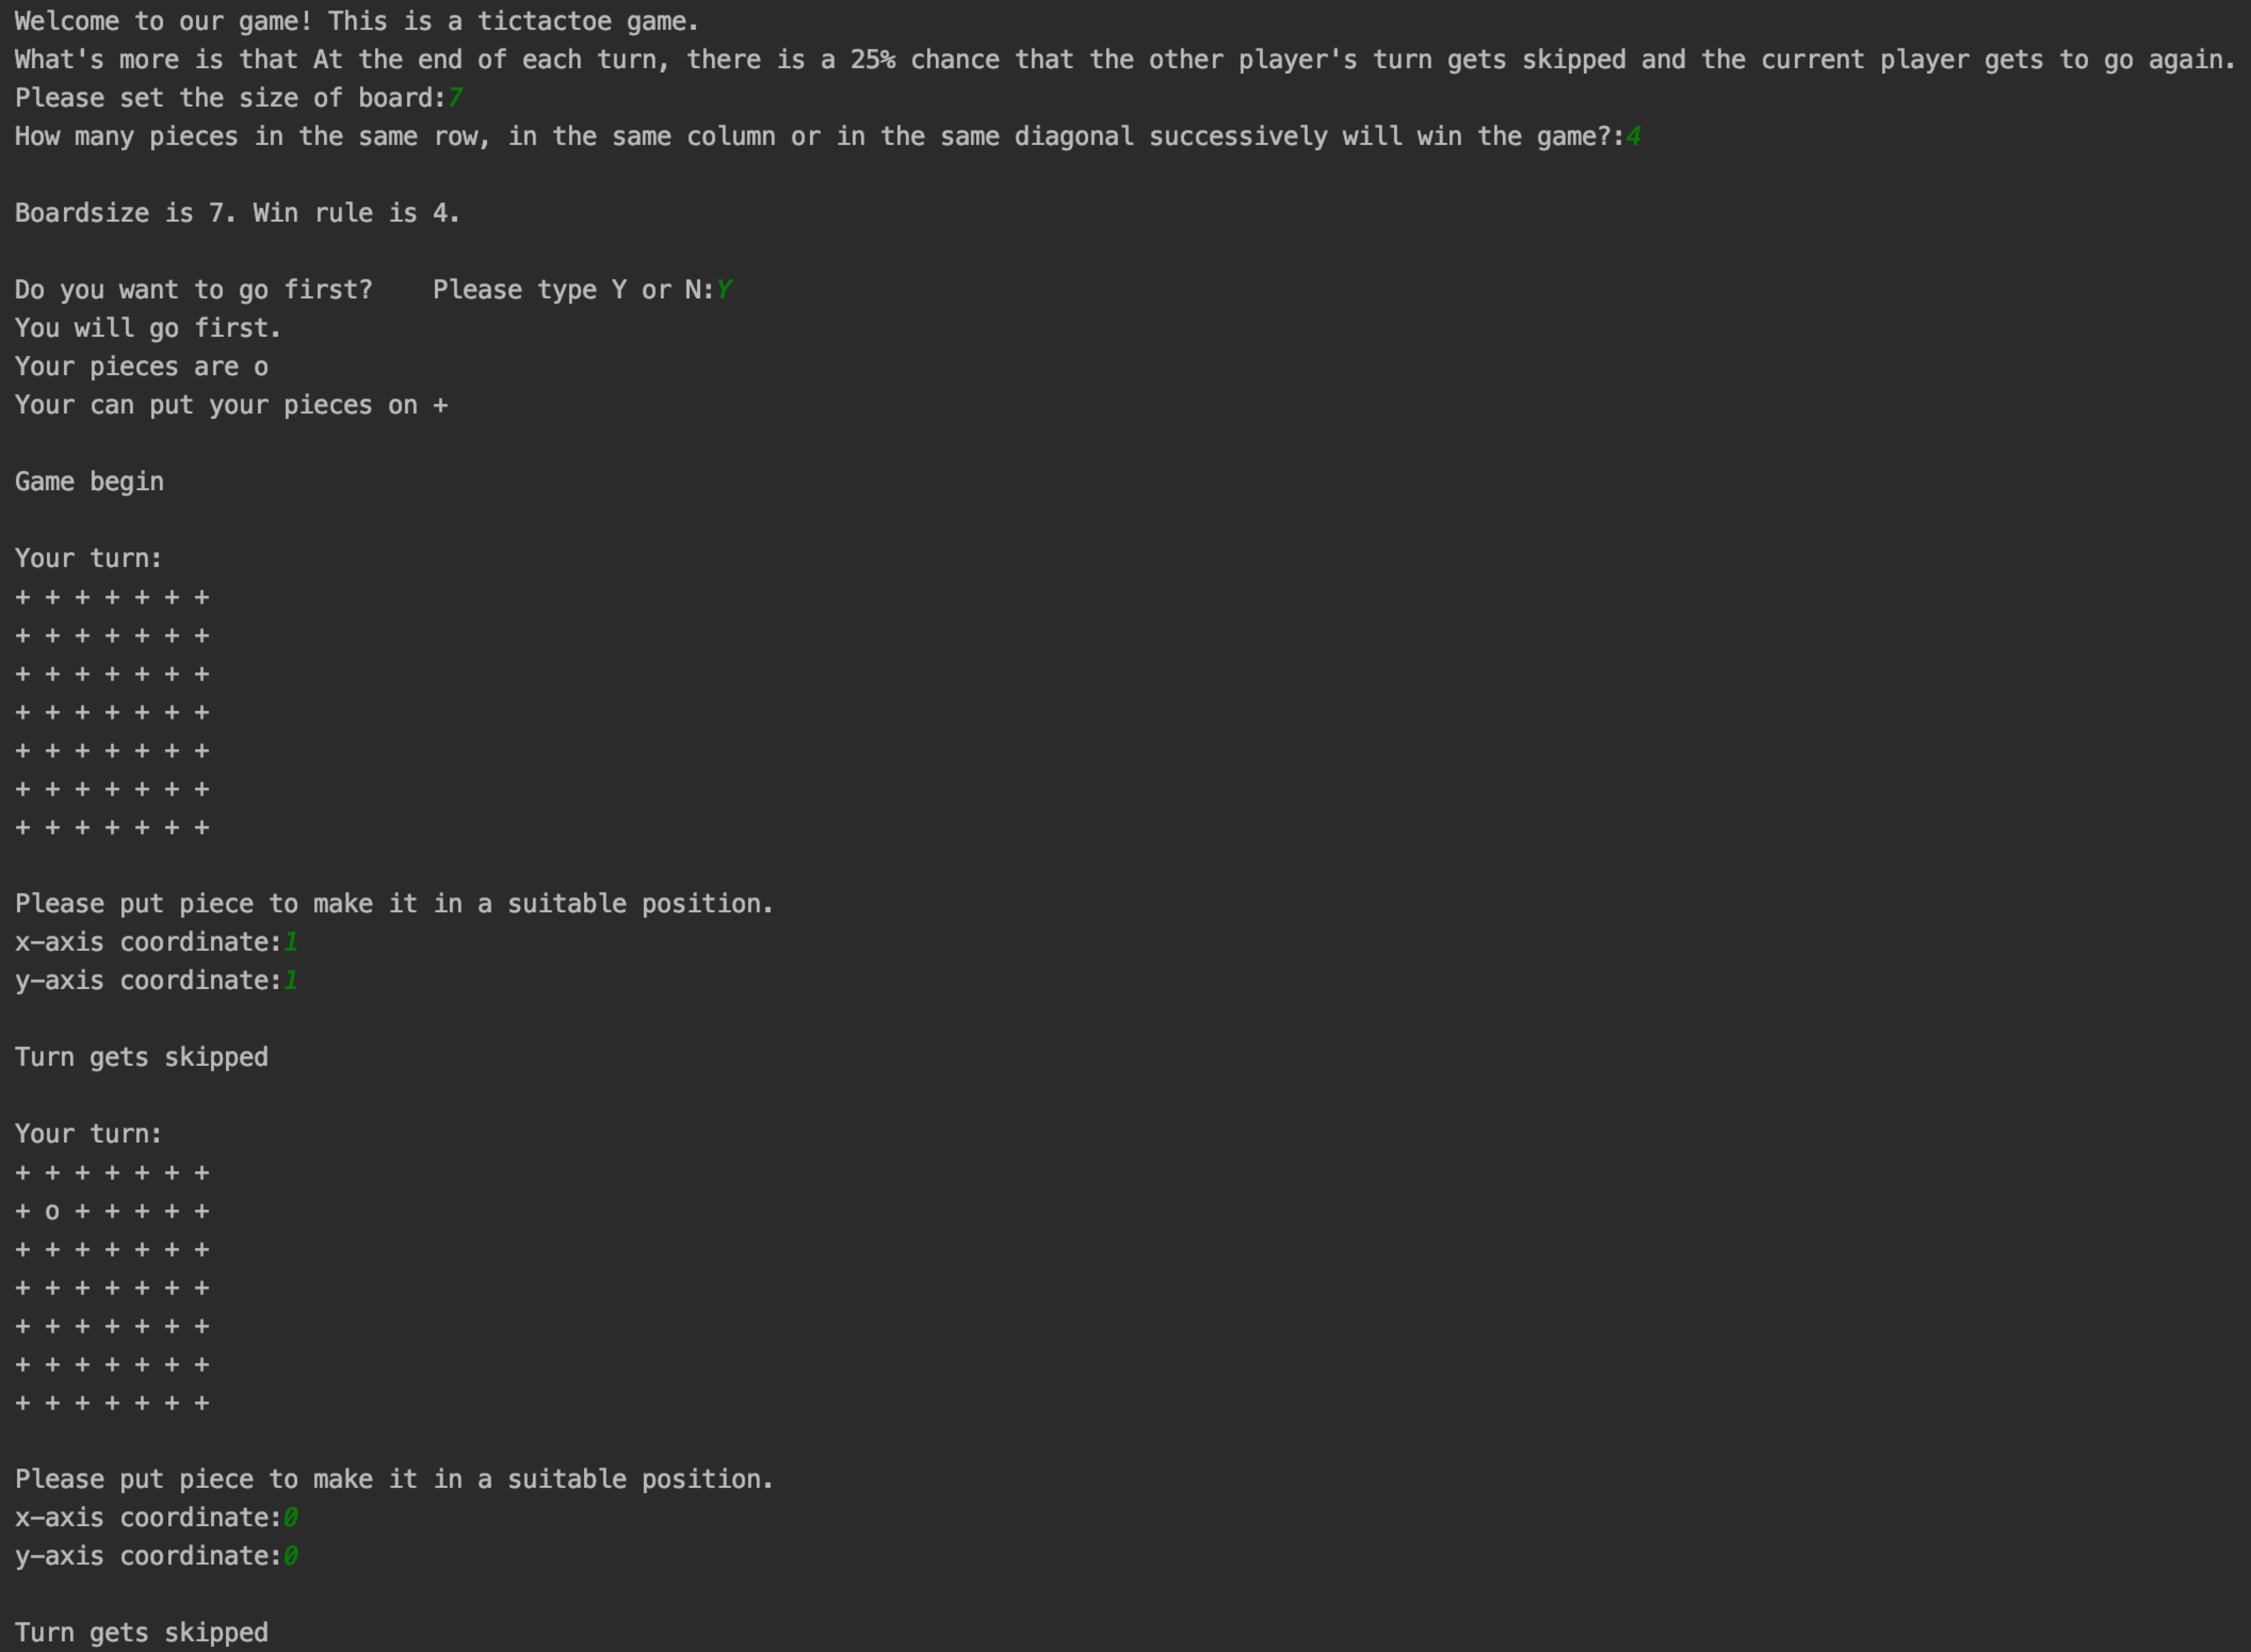 Welcome to our game! This is a tictactoe game.
What's more is that At the end of each turn, there is a 25% chance that the other player's turn gets skipped and the current player gets to go again.
Please set the size of board:7
How many pieces in the same row, in the same column or in the same diagonal successively will win the game?:4
Boardsize is 7. Win rule is 4.
Do you want to go first?    Please type Y or N:Y
You will go first.
Your pieces are o
Your can put your pieces on +
Game begin
Your turn:
+ + + + + + +
+ + + + + + +
+ + + + + + +
+ + + + + + +
+ + + + + + +
+ + + + + + +
+ + + + + + +
Please put piece to make it in a suitable position.
x-axis coordinate:1
y-axis coordinate:1
Turn gets skipped
Your turn:
+ + + + + + +
+ o + + + + +
+ + + + + + +
+ + + + + + +
+ + + + + + +
+ + + + + + +
+ + + + + + +
Please put piece to make it in a suitable position.
x-axis coordinate:0
y-axis coordinate:0
Turn gets skipped